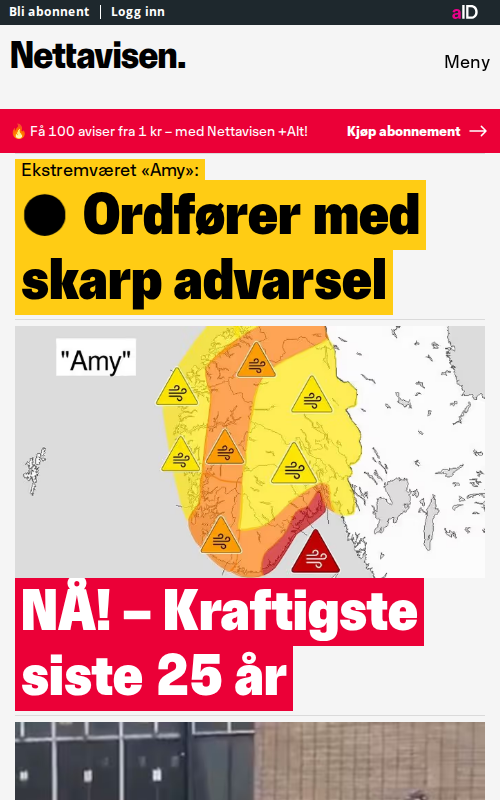 Bli abonnent | Logg inn
aID
Nettavisen.
Meny
🔥 Få 100 aviser fra 1 kr – med Nettavisen +Alt!
Kjøp abonnement →
Ekstremværet «Amy»:
● Ordfører med
skarp advarsel
"Amy"
NÅ! – Kraftigste
siste 25 år